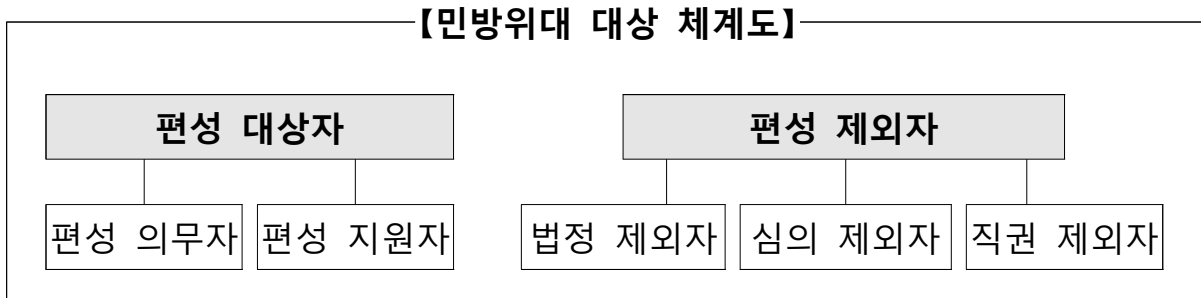 【민방위대 대상 체계도】
편성 대상자 편성 제외자
편성 의무자 편성 지원자 법정 제외자 심의 제외자 직권 제외자